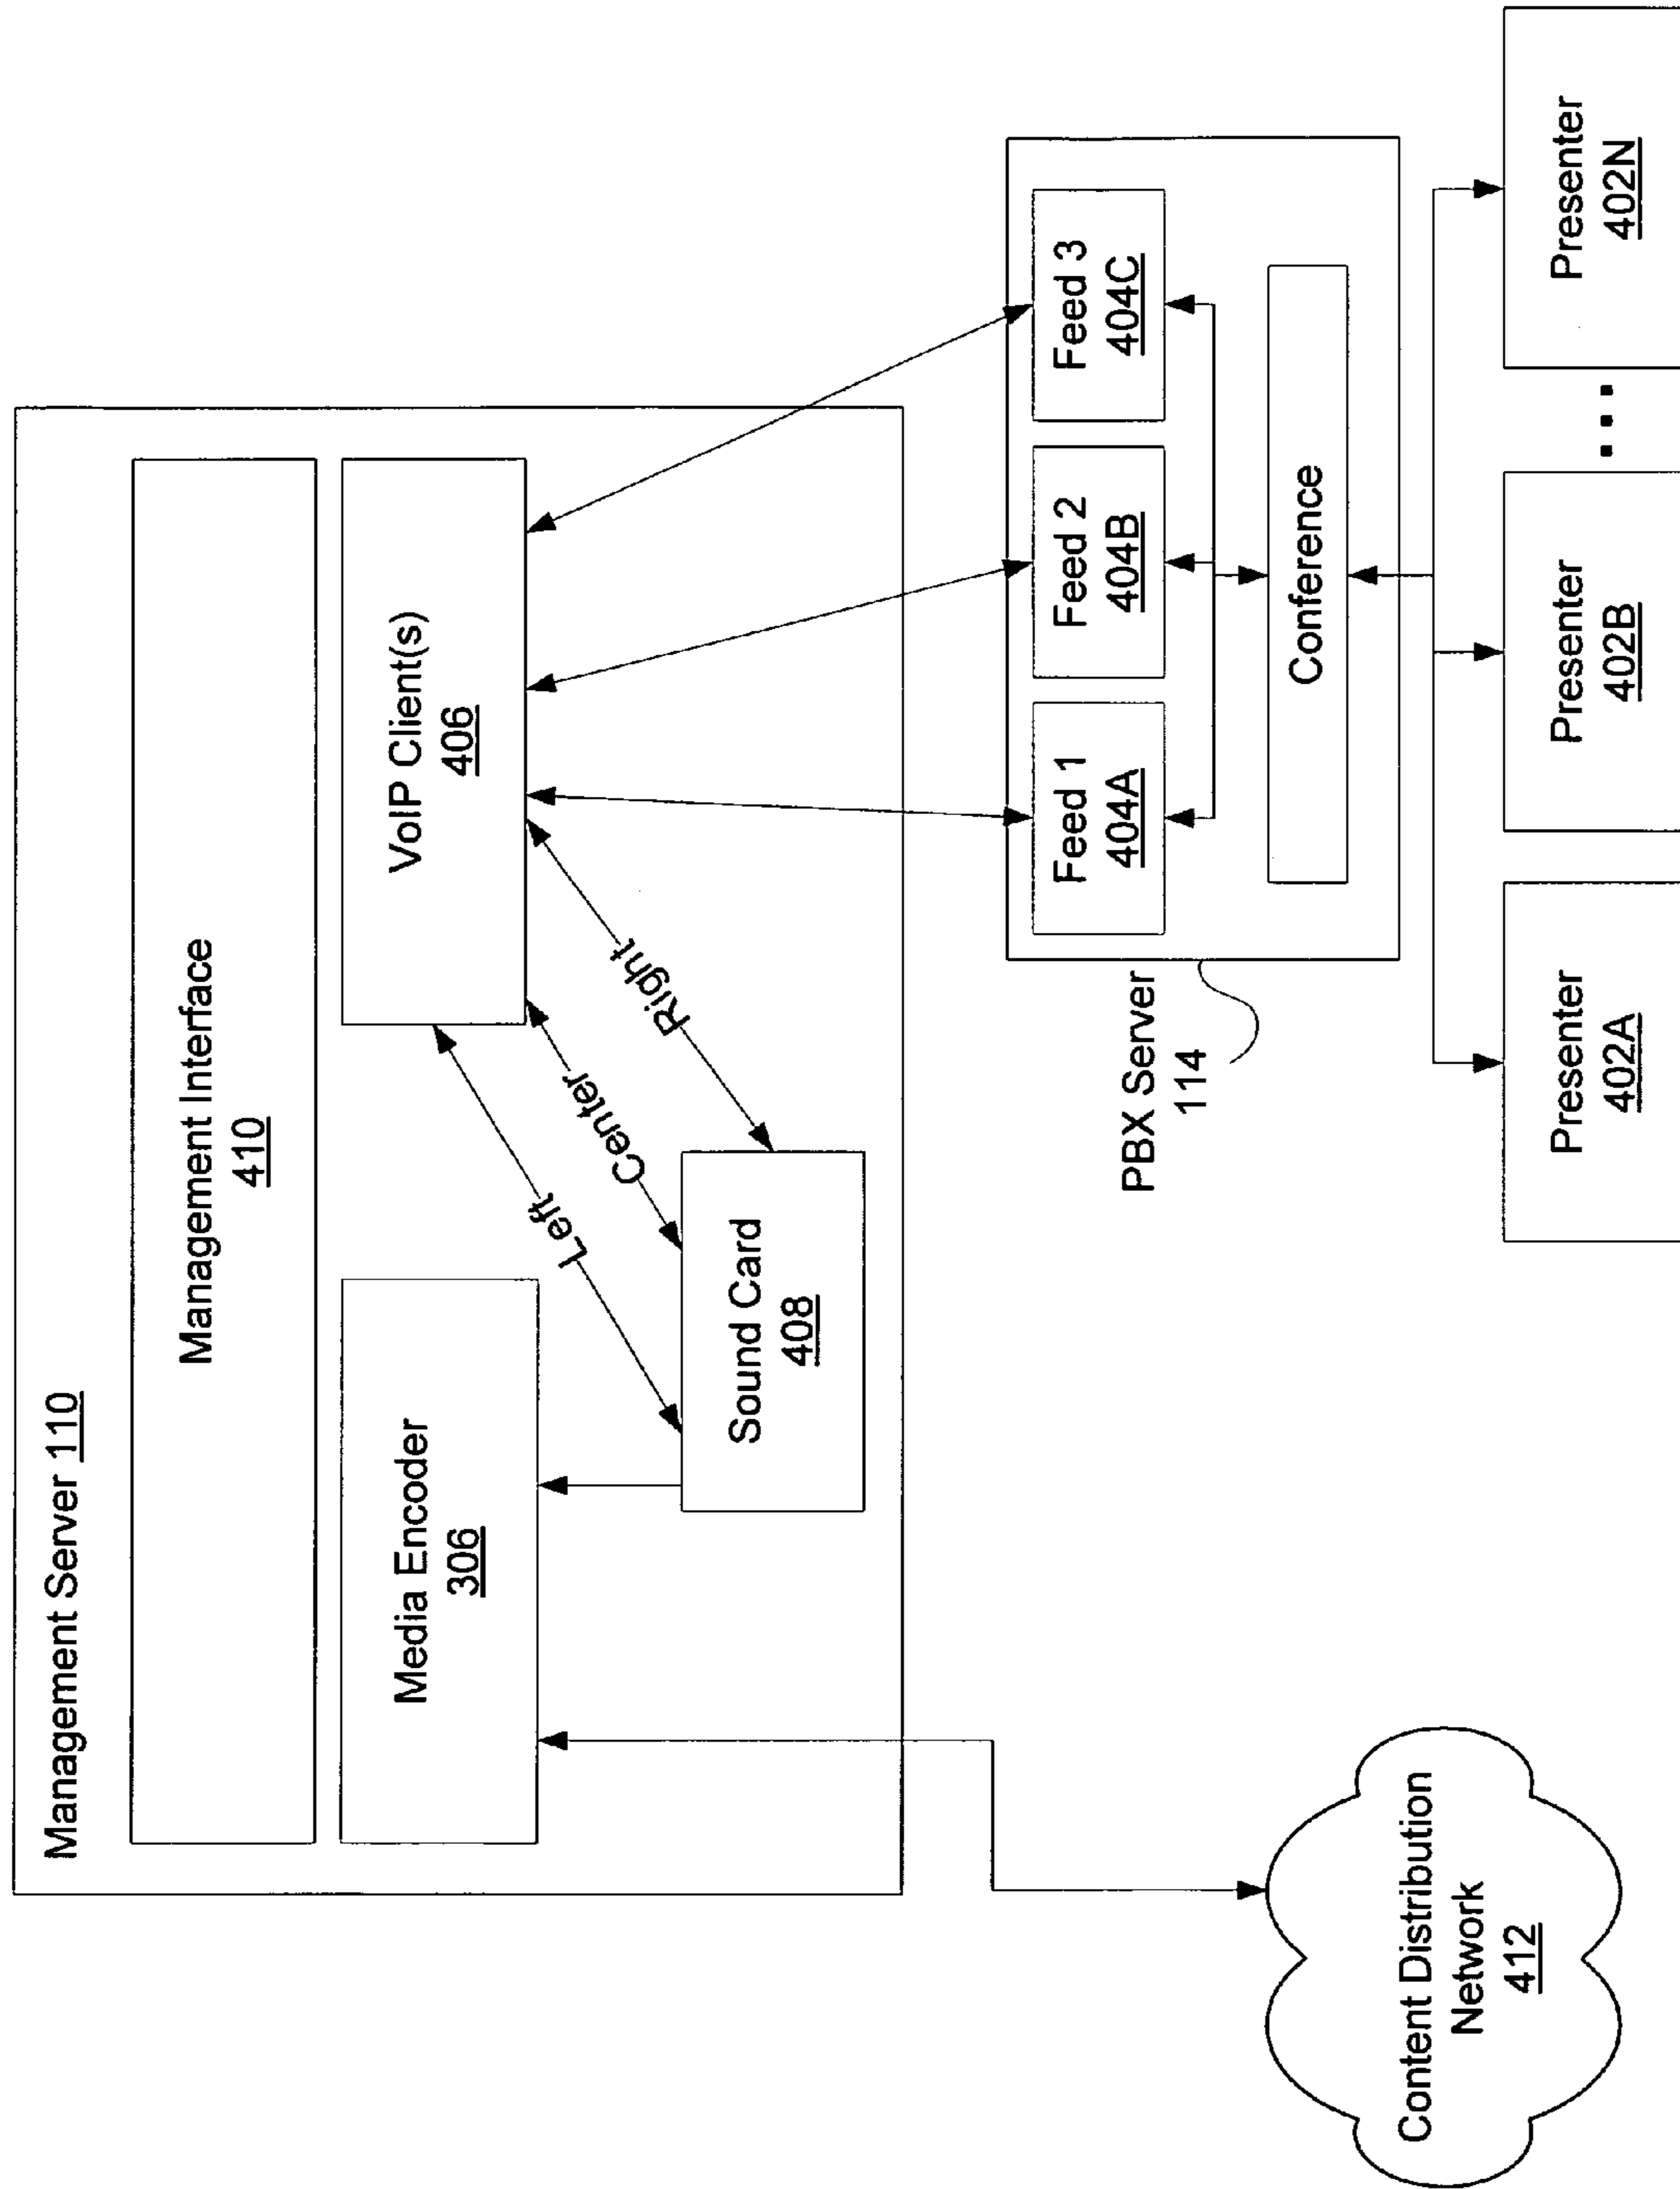 Management Server 110
Management Interface
410
Media Encoder
306
VoIP Client(s)
406
Left
Center
Right
Sound Card
408
PBX Server
114
Feed 1
404A
Feed 2
404B
Feed 3
404C
Conference
Content Distribution
Network
412
Presenter
402A
Presenter
402B
...
Presenter
402N